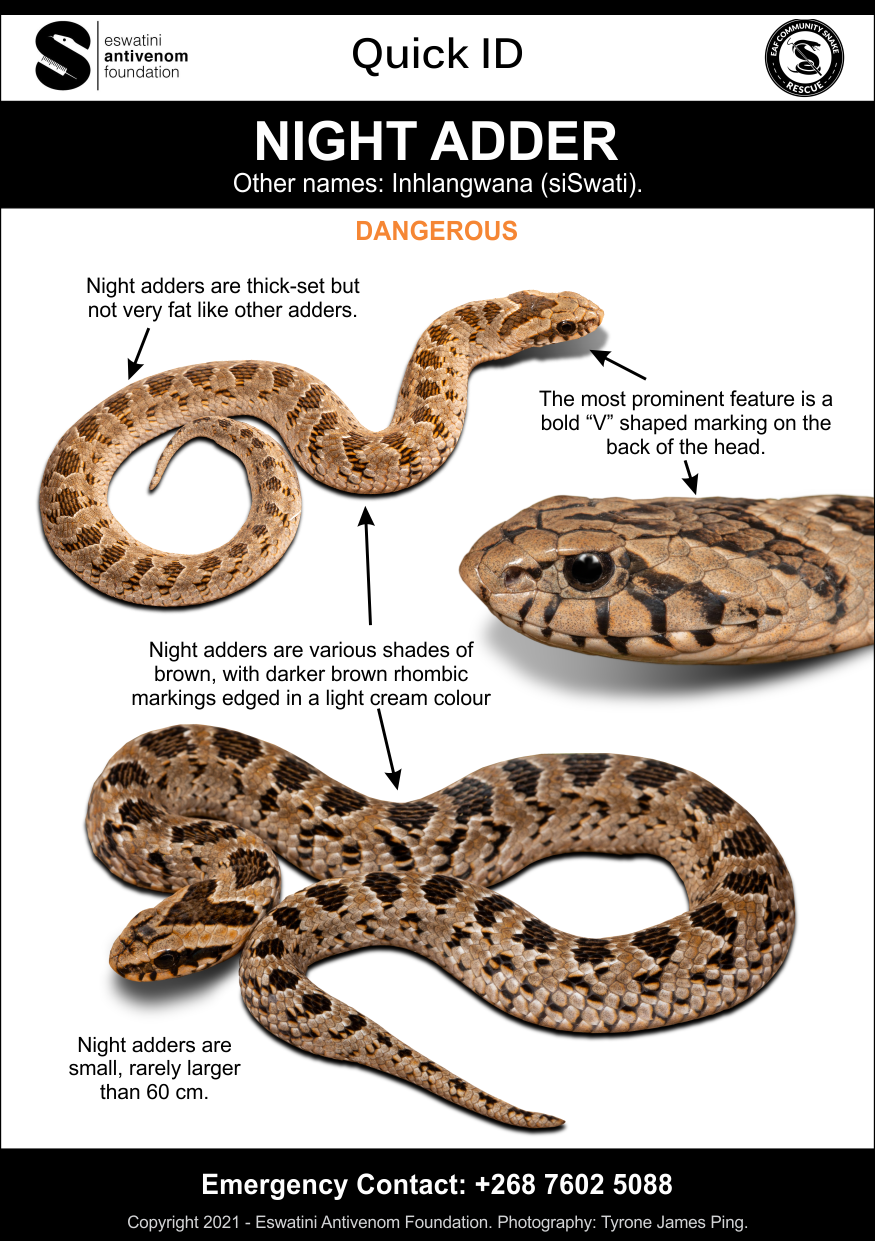 eswatini
antivenom
foundation
Quick ID
EAF COMMUNITY SNAKE
RESCUE
NIGHT ADDER
Other names: Inhlangwana (siSwati).
DANGEROUS
Night adders are thick-set but
not very fat like other adders.
The most prominent feature is a
bold “V” shaped marking on the
back of the head.
Night adders are various shades of
brown, with darker brown rhombic
markings edged in a light cream colour
Night adders are
small, rarely larger
than 60 cm.
Emergency Contact: +268 7602 5088
Copyright 2021 - Eswatini Antivenom Foundation. Photography: Tyrone James Ping.